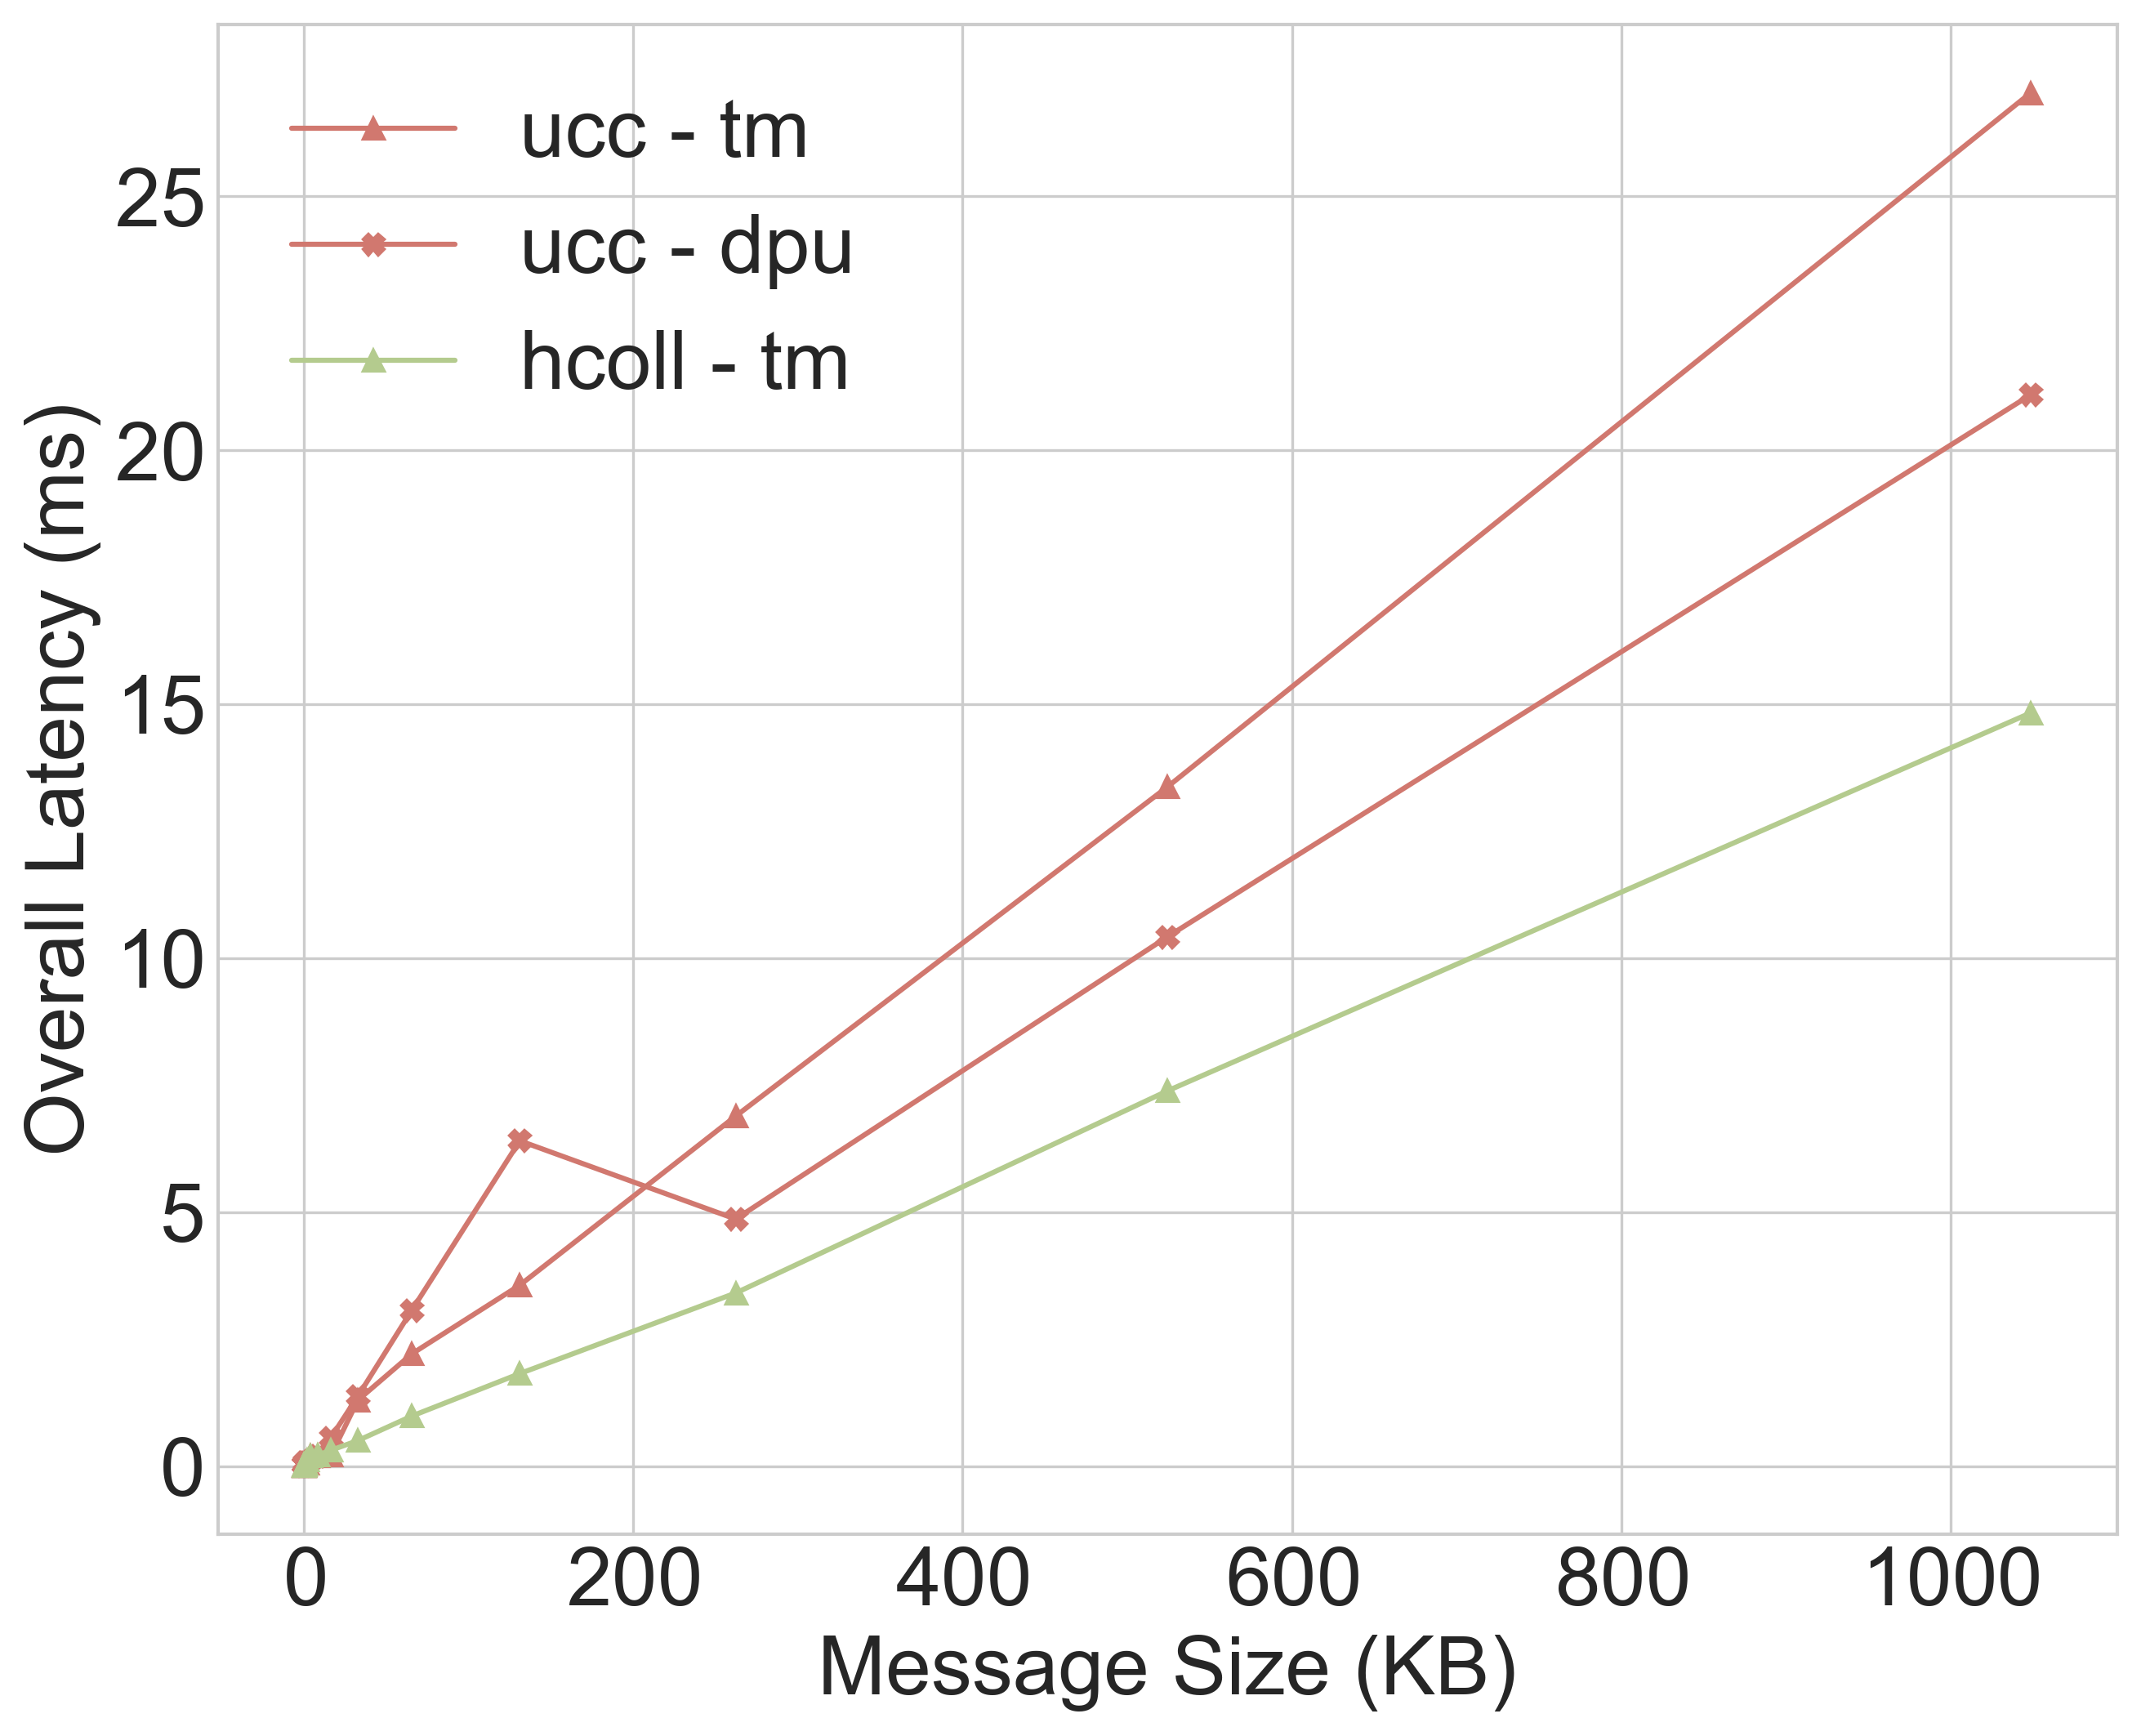 ucc - tm
ucc - dpu
hcoll - tm
Overall Latency (ms)
25
20
15
10
5
0
0 200 400 600 800 1000
Message Size (KB)